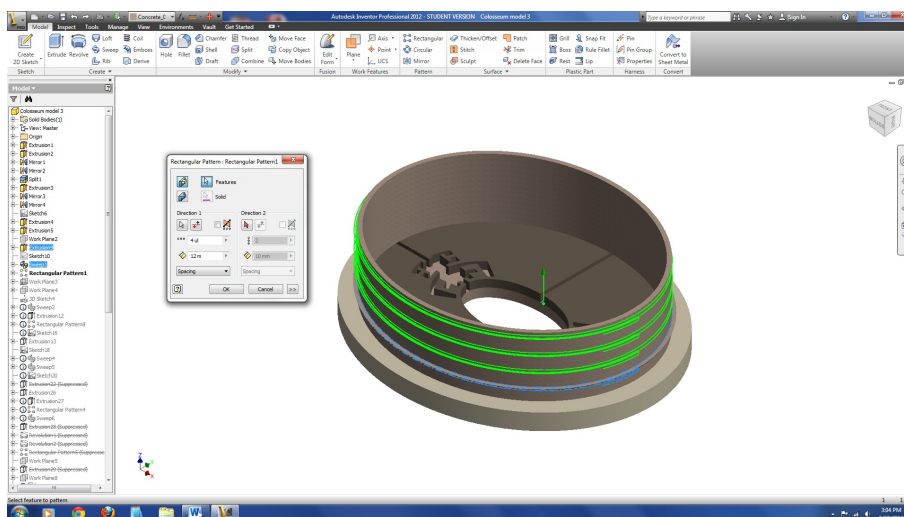 Concrete_C
Autodesk Inventor Professional 2012 - STUDENT VERSION Colosseum model 3
Type a keyword or phrase
Sign In
Model Inspect Tools Manage View Environments Vault Get Started
Create 2D Sketch
Extrude Revolve
Loft
Sweep
Rib
Coil
Emboss
Derive
Hole Fillet
Chamfer
Shell
Draft
Thread
Split
Combine
Move Face
Copy Object
Move Bodies
Edit Form
Plane
Axis
Point
UCS
Rectangular
Circular
Mirror
Thicken/Offset
Stitch
Sculpt
Patch
Trim
Delete Face
Grill
Boss
Rest
Snap Fit
Rule Fillet
Lip
Pin
Pin Group
Properties
Convert to Sheet Metal
Sketch Create Modify Fusion Work Features Pattern Surface Plastic Part Harness Convert
Model
Colosseum model 3
Solid Bodies(1)
View: Master
Origin
Extrusion1
Extrusion2
Mirror1
Mirror2
Split1
Extrusion3
Mirror3
Mirror4
Sketch6
Extrusion4
Extrusion5
Work Plane2
Sketch10
Rectangular Pattern1
Work Plane3
Work Plane4
3D Sketch4
Sweep2
Extrusion12
Rectangular Pattern8
Sketch16
Extrusion13
Sketch18
Sweep4
Sweep5
Sketch20
Extrusion22 (Suppressed)
Extrusion26
Extrusion27
Rectangular Pattern4
Sweep6
Extrusion28 (Suppressed)
Revolution1 (Suppressed)
Revolution2 (Suppressed)
Rectangular Pattern6 (Suppress
Work Plane5
Extrusion29 (Suppressed)
Work Plane8
Rectangular Pattern : Rectangular Pattern1
Features
Solid
Direction 1
Direction 2
4 ul
2
12 m
10 mm
Spacing
Spacing
OK
Cancel
>>
FRONT
Z
Select feature to pattern
1 1
3:04 PM